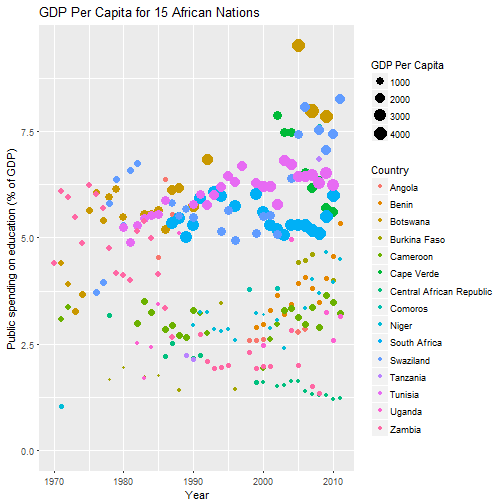 GDP Per Capita for 15 African Nations
Public spending on education (% of GDP)
7.5
5.0
2.5
0.0
1970
1980
1990
2000
2010
Year
GDP Per Capita
1000
2000
3000
4000
Country
Angola
Benin
Botswana
Burkina Faso
Cameroon
Cape Verde
Central African Republic
Comoros
Niger
South Africa
Swaziland
Tanzania
Tunisia
Uganda
Zambia